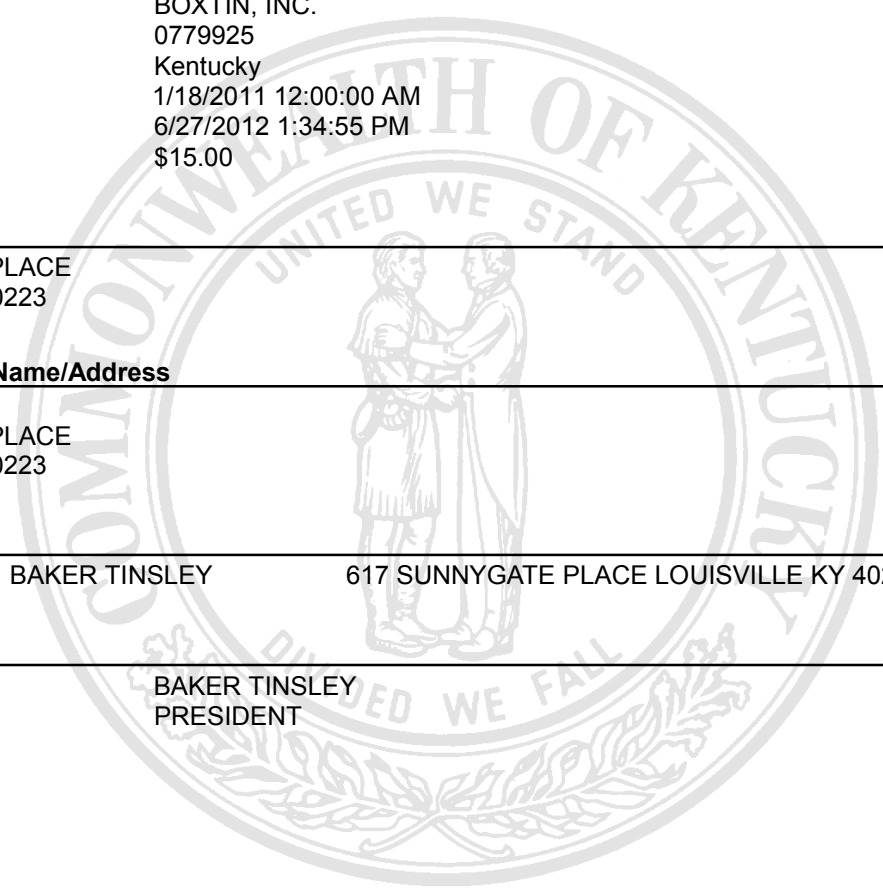 BOXTIN, INC.
0779925
Kentucky
1/18/2011 12:00:00 AM
6/27/2012 1:34:55 PM
$15.00
COMMONWEALTH OF KENTUCKY
UNITED WE STAND
PLACE
0223
Name/Address
PLACE
0223
BAKER TINSLEY 617 SUNNYGATE PLACE LOUISVILLE KY 402
DIVIDED WE FALL
BAKER TINSLEY
PRESIDENT